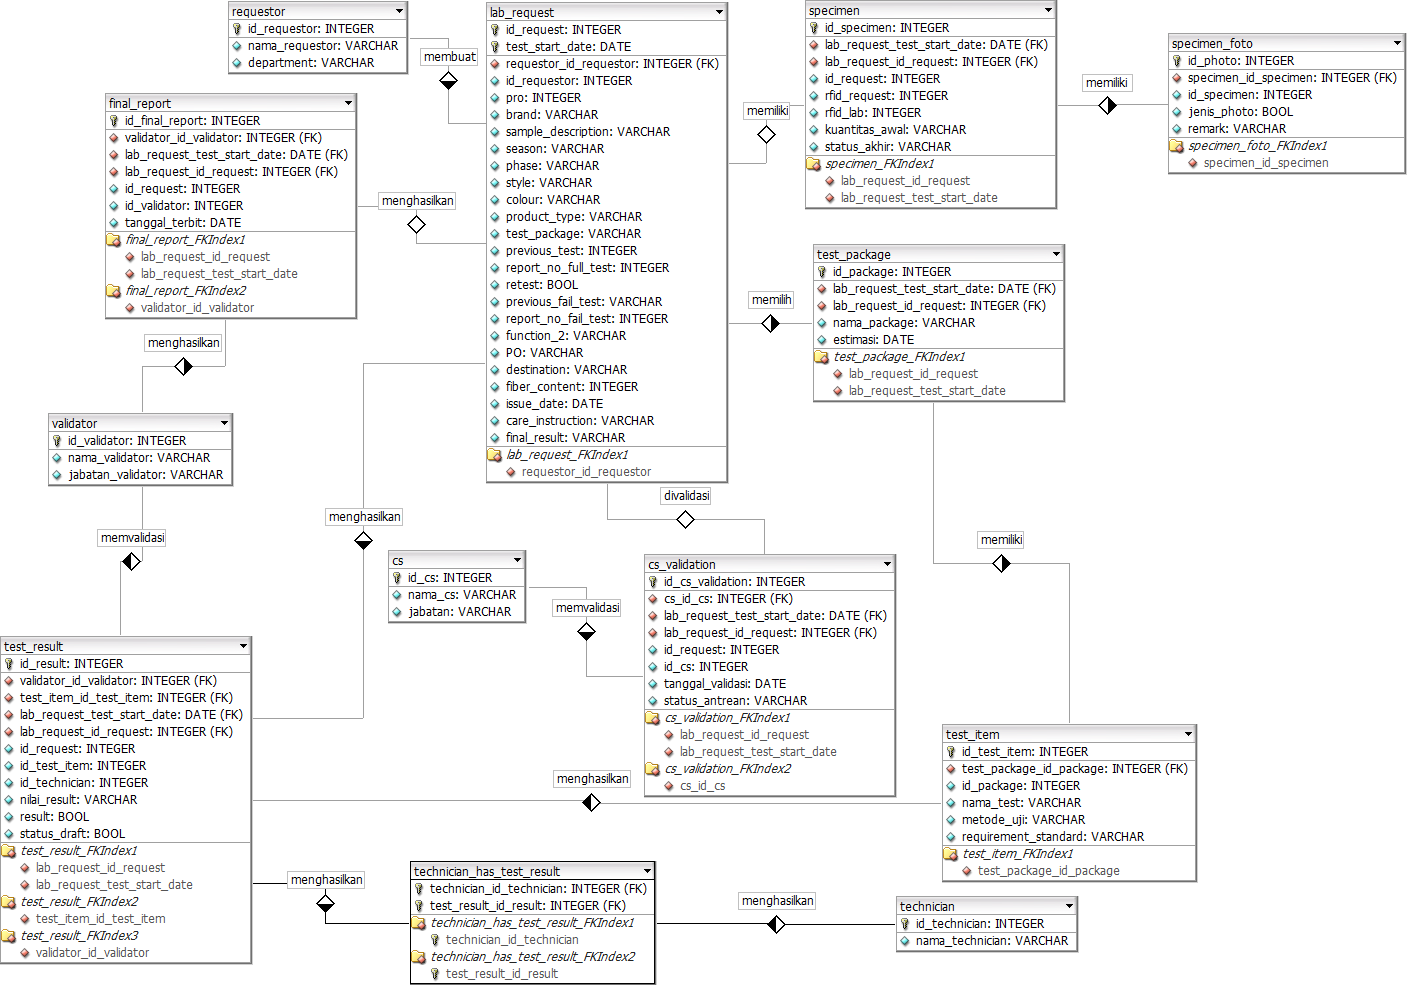 requestor
id_requestor: INTEGER
nama_requestor: VARCHAR
department: VARCHAR
membuat
lab_request
id_request: INTEGER
test_start_date: DATE
requestor_id_requestor: INTEGER (FK)
id_requestor: INTEGER
pro: INTEGER
brand: VARCHAR
sample_description: VARCHAR
season: VARCHAR
phase: VARCHAR
style: VARCHAR
colour: VARCHAR
product_type: VARCHAR
test_package: VARCHAR
previous_test: INTEGER
report_no_full_test: INTEGER
retest: BOOL
previous_fail_test: VARCHAR
report_no_fail_test: INTEGER
function_2: VARCHAR
PO: VARCHAR
destination: VARCHAR
fiber_content: INTEGER
issue_date: DATE
care_instruction: VARCHAR
final_result: VARCHAR
lab_request_FKIndex1
requestor_id_requestor
memiliki
specimen
id_specimen: INTEGER
lab_request_test_start_date: DATE (FK)
lab_request_id_request: INTEGER (FK)
id_request: INTEGER
rfid_request: INTEGER
rfid_lab: INTEGER
kuantitas_awal: VARCHAR
status_akhir: VARCHAR
specimen_FKIndex1
lab_request_id_request
lab_request_test_start_date
memiliki
specimen_foto
id_photo: INTEGER
specimen_id_specimen: INTEGER (FK)
id_specimen: INTEGER
jenis_photo: BOOL
remark: VARCHAR
specimen_foto_FKIndex1
specimen_id_specimen
final_report
id_final_report: INTEGER
validator_id_validator: INTEGER (FK)
lab_request_test_start_date: DATE (FK)
lab_request_id_request: INTEGER (FK)
id_request: INTEGER
id_validator: INTEGER
tanggal_terbit: DATE
final_report_FKIndex1
lab_request_id_request
lab_request_test_start_date
final_report_FKIndex2
validator_id_validator
menghasilkan
memilih
test_package
id_package: INTEGER
lab_request_test_start_date: DATE (FK)
lab_request_id_request: INTEGER (FK)
nama_package: VARCHAR
estimasi: DATE
test_package_FKIndex1
lab_request_id_request
lab_request_test_start_date
menghasilkan
validator
id_validator: INTEGER
nama_validator: VARCHAR
jabatan_validator: VARCHAR
memvalidasi
menghasilkan
divalidasi
memiliki
cs
id_cs: INTEGER
nama_cs: VARCHAR
jabatan: VARCHAR
memvalidasi
cs_validation
id_cs_validation: INTEGER
cs_id_cs: INTEGER (FK)
lab_request_test_start_date: DATE (FK)
lab_request_id_request: INTEGER (FK)
id_request: INTEGER
id_cs: INTEGER
tanggal_validasi: DATE
status_antrean: VARCHAR
cs_validation_FKIndex1
lab_request_id_request
lab_request_test_start_date
cs_validation_FKIndex2
cs_id_cs
test_result
id_result: INTEGER
validator_id_validator: INTEGER (FK)
test_item_id_test_item: INTEGER (FK)
lab_request_test_start_date: DATE (FK)
lab_request_id_request: INTEGER (FK)
id_request: INTEGER
id_test_item: INTEGER
id_technician: INTEGER
nilai_result: VARCHAR
result: BOOL
status_draft: BOOL
test_result_FKIndex1
lab_request_id_request
lab_request_test_start_date
test_result_FKIndex2
test_item_id_test_item
test_result_FKIndex3
validator_id_validator
menghasilkan
test_item
id_test_item: INTEGER
test_package_id_package: INTEGER (FK)
id_package: INTEGER
nama_test: VARCHAR
metode_uji: VARCHAR
requirement_standard: VARCHAR
test_item_FKIndex1
test_package_id_package
menghasilkan
technician_has_test_result
technician_id_technician: INTEGER (FK)
test_result_id_result: INTEGER (FK)
technician_has_test_result_FKIndex1
technician_id_technician
technician_has_test_result_FKIndex2
test_result_id_result
menghasilkan
technician
id_technician: INTEGER
nama_technician: VARCHAR